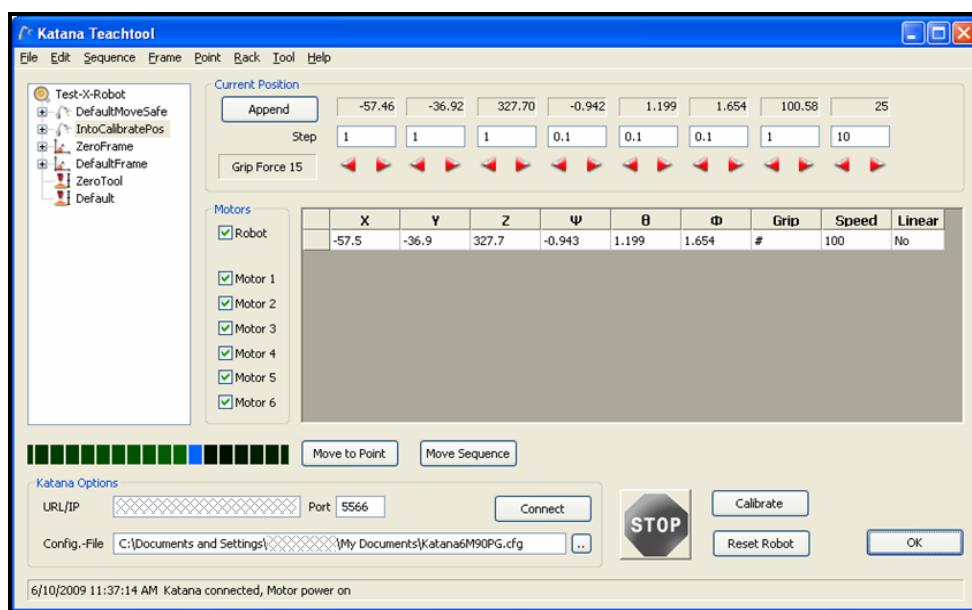 Katana Teachtool
File Edit Sequence Frame Point Rack Tool Help
Test-X-Robot
DefaultMoveSafe
IntoCalibratePos
ZeroFrame
DefaultFrame
ZeroTool
Default
Current Position
Append -57.46 -36.92 327.70 -0.942 1.199 1.654 100.58 25
Step 1 1 1 0.1 0.1 0.1 1 10
Grip Force 15
Motors
Robot
Motor 1
Motor 2
Motor 3
Motor 4
Motor 5
Motor 6
X Y Z Ψ θ Φ Grip Speed Linear
-57.5 -36.9 327.7 -0.943 1.199 1.654 # 100 No
Move to Point Move Sequence
Katana Options
URL/IP Port 5566 Connect
Config.-File C:\Documents and Settings\ \My Documents\Katana6M90PG.cfg ..
STOP
Calibrate
Reset Robot
OK
6/10/2009 11:37:14 AM Katana connected, Motor power on